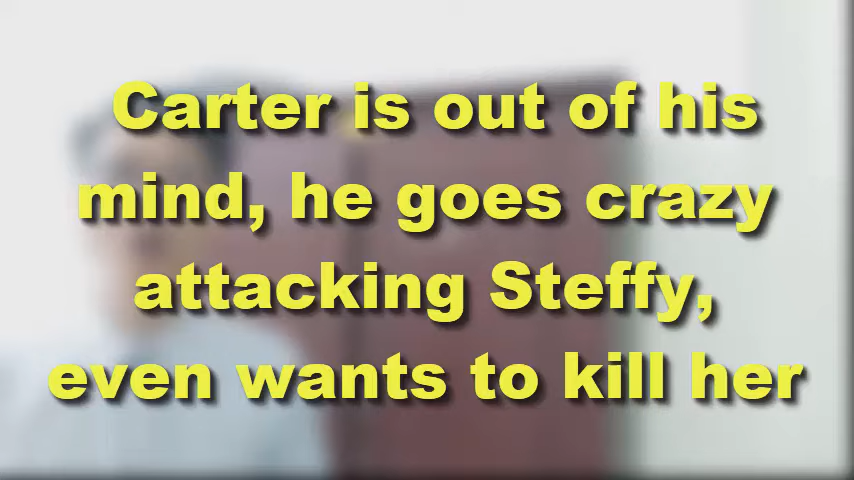 Carter is out of his
mind, he goes crazy
attacking Steffy,
even wants to kill her